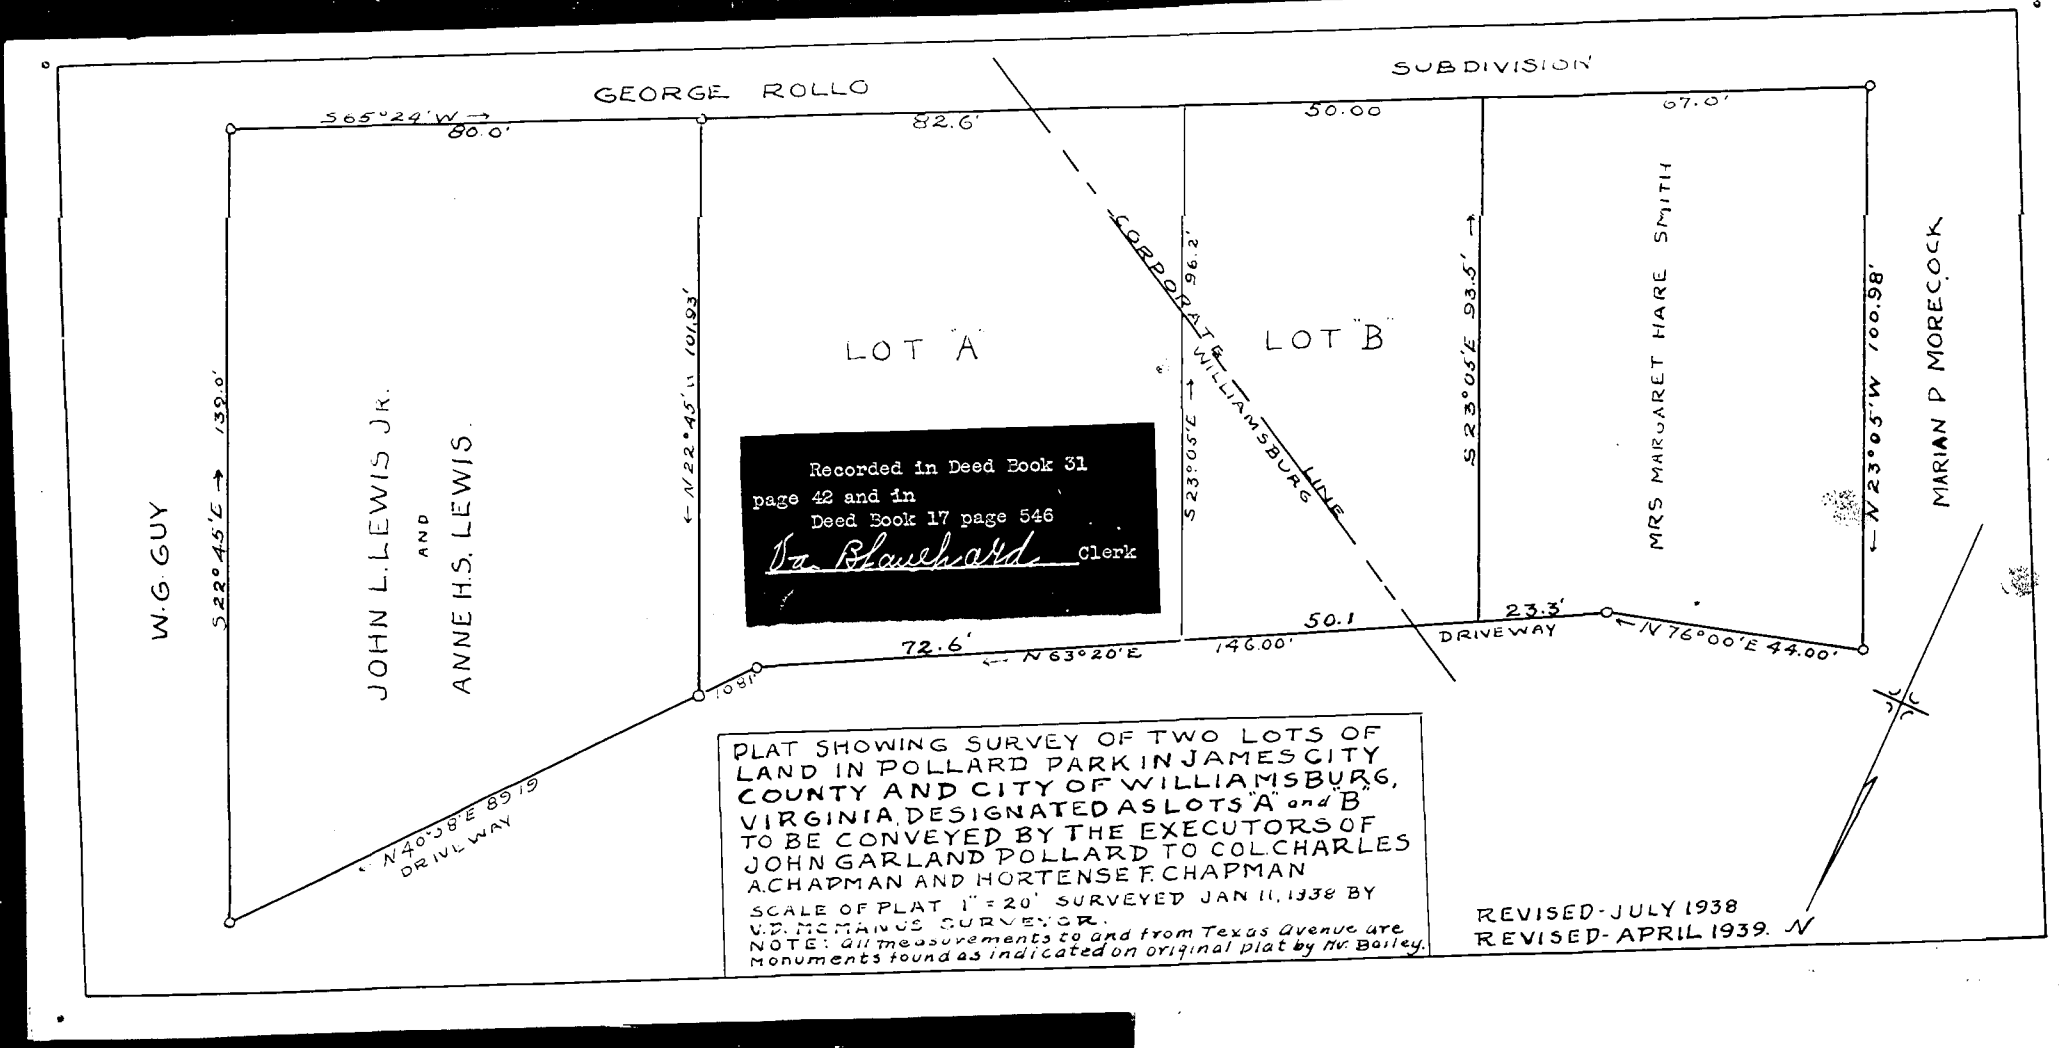 GEORGE ROLLO SUBDIVISION
S65°24'W →
80.0'
82.6'
50.00
67.0'
W.G. GUY
S22°45'E → 139.0'
JOHN L. LEWIS JR.
AND
ANNE H.S. LEWIS.
← N22°45' 101.93'
LOT "A"
CORPORATE LINE
WILLIAMSBURG
S23°05'E → 96.2'
LOT "B"
S23°05'E 93.5' →
MRS MARGARET HARE SMITH
← N23°05'W 100.98'
MARIAN P MORECOCK
Recorded in Deed Book 31
page 42 and in
Deed Book 17 page 546
Va. Blanchard Clerk
72.6'
← N63°20'E
146.00'
50.1
23.3'
DRIVEWAY
← N76°00'E 44.00'
1081'
← N40°38'E 8919
DRIVEWAY
PLAT SHOWING SURVEY OF TWO LOTS OF
LAND IN POLLARD PARK IN JAMES CITY
COUNTY AND CITY OF WILLIAMSBURG,
VIRGINIA, DESIGNATED AS LOTS "A" and "B"
TO BE CONVEYED BY THE EXECUTORS OF
JOHN GARLAND POLLARD TO COL. CHARLES
A. CHAPMAN AND HORTENSE F. CHAPMAN
SCALE OF PLAT 1" = 20' SURVEYED JAN 11, 1938 BY
V.D. MCMANUS SURVEYOR.
NOTE: All measurements to and from Texas Avenue are
Monuments found as indicated on original plat by Mr. Bailey.
REVISED-JULY 1938
REVISED-APRIL 1939.
N